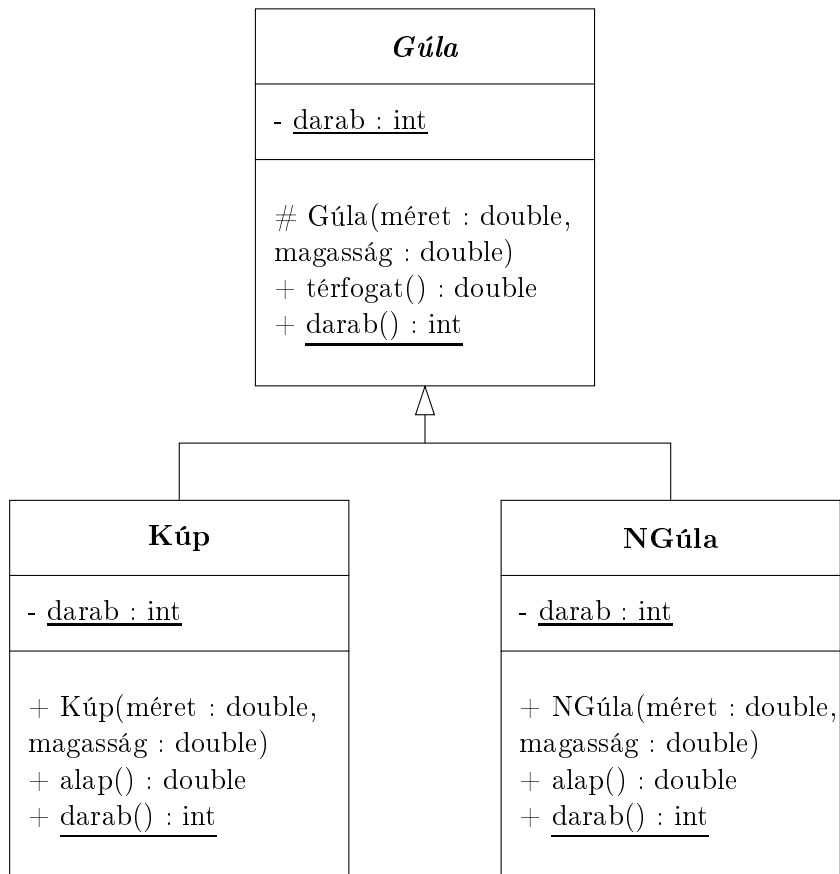 Gúla
- darab : int
# Gúla(méret : double,
magasság : double)
+ térfogat() : double
+ darab() : int
Kúp
- darab : int
+ Kúp(méret : double,
magasság : double)
+ alap() : double
+ darab() : int
NGúla
- darab : int
+ NGúla(méret : double,
magasság : double)
+ alap() : double
+ darab() : int